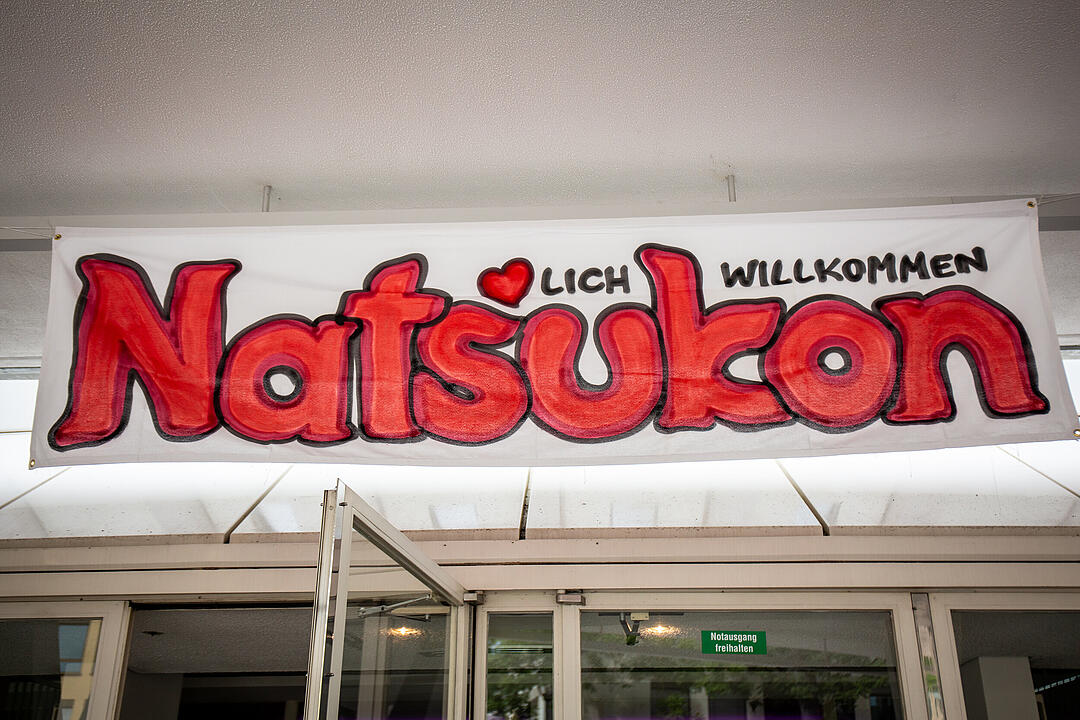 ❤LICH WILLKOMMEN
Natsukon
Notausgang
freihalten